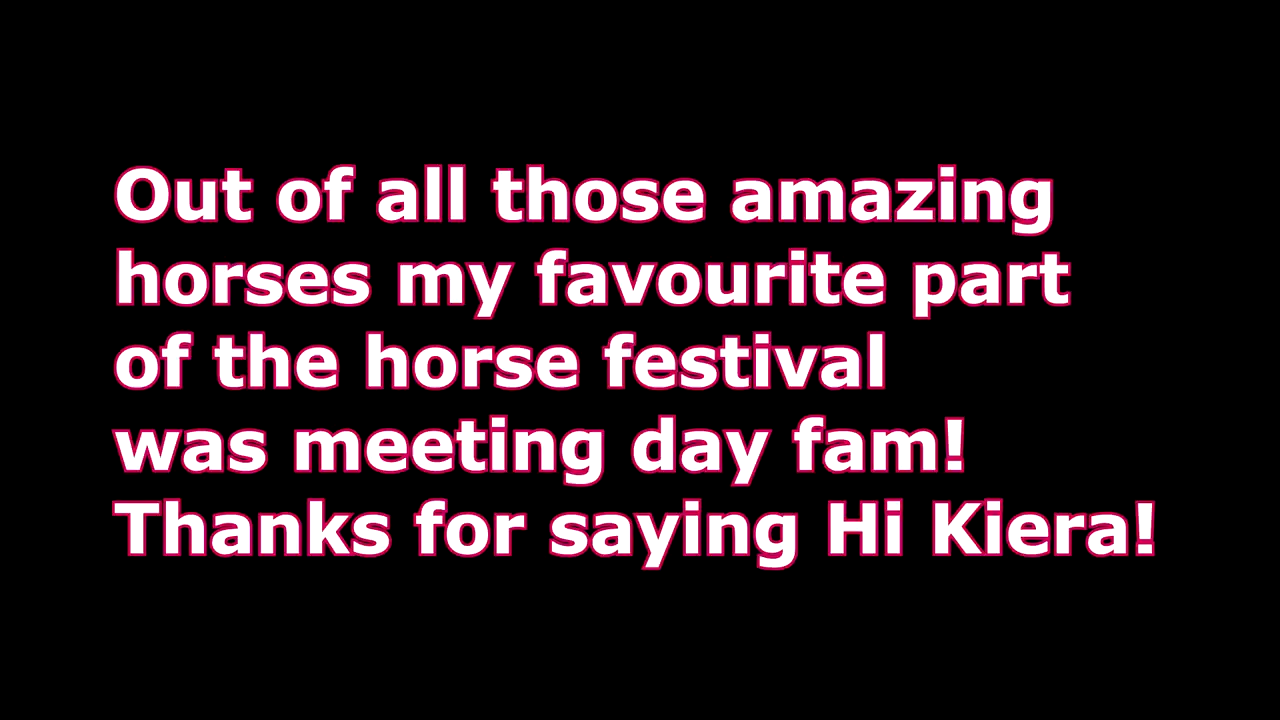 Out of all those amazing
horses my favourite part
of the horse festival
was meeting day fam!
Thanks for saying Hi Kiera!